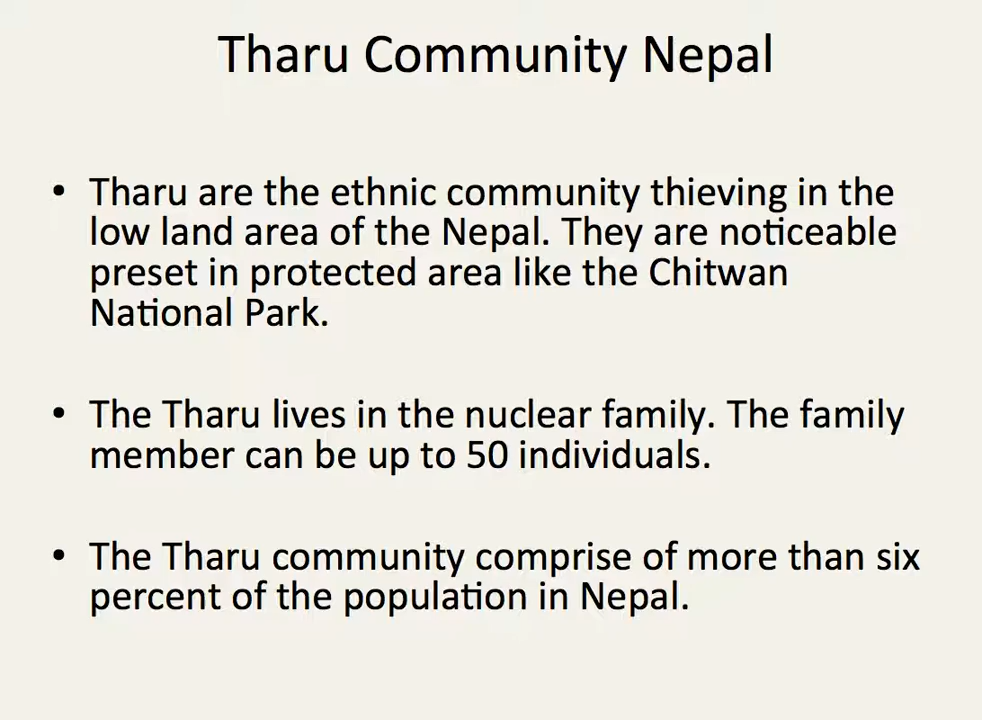 Tharu Community Nepal
• Tharu are the ethnic community thieving in the
low land area of the Nepal. They are noticeable
preset in protected area like the Chitwan
National Park.
• The Tharu lives in the nuclear family. The family
member can be up to 50 individuals.
• The Tharu community comprise of more than six
percent of the population in Nepal.